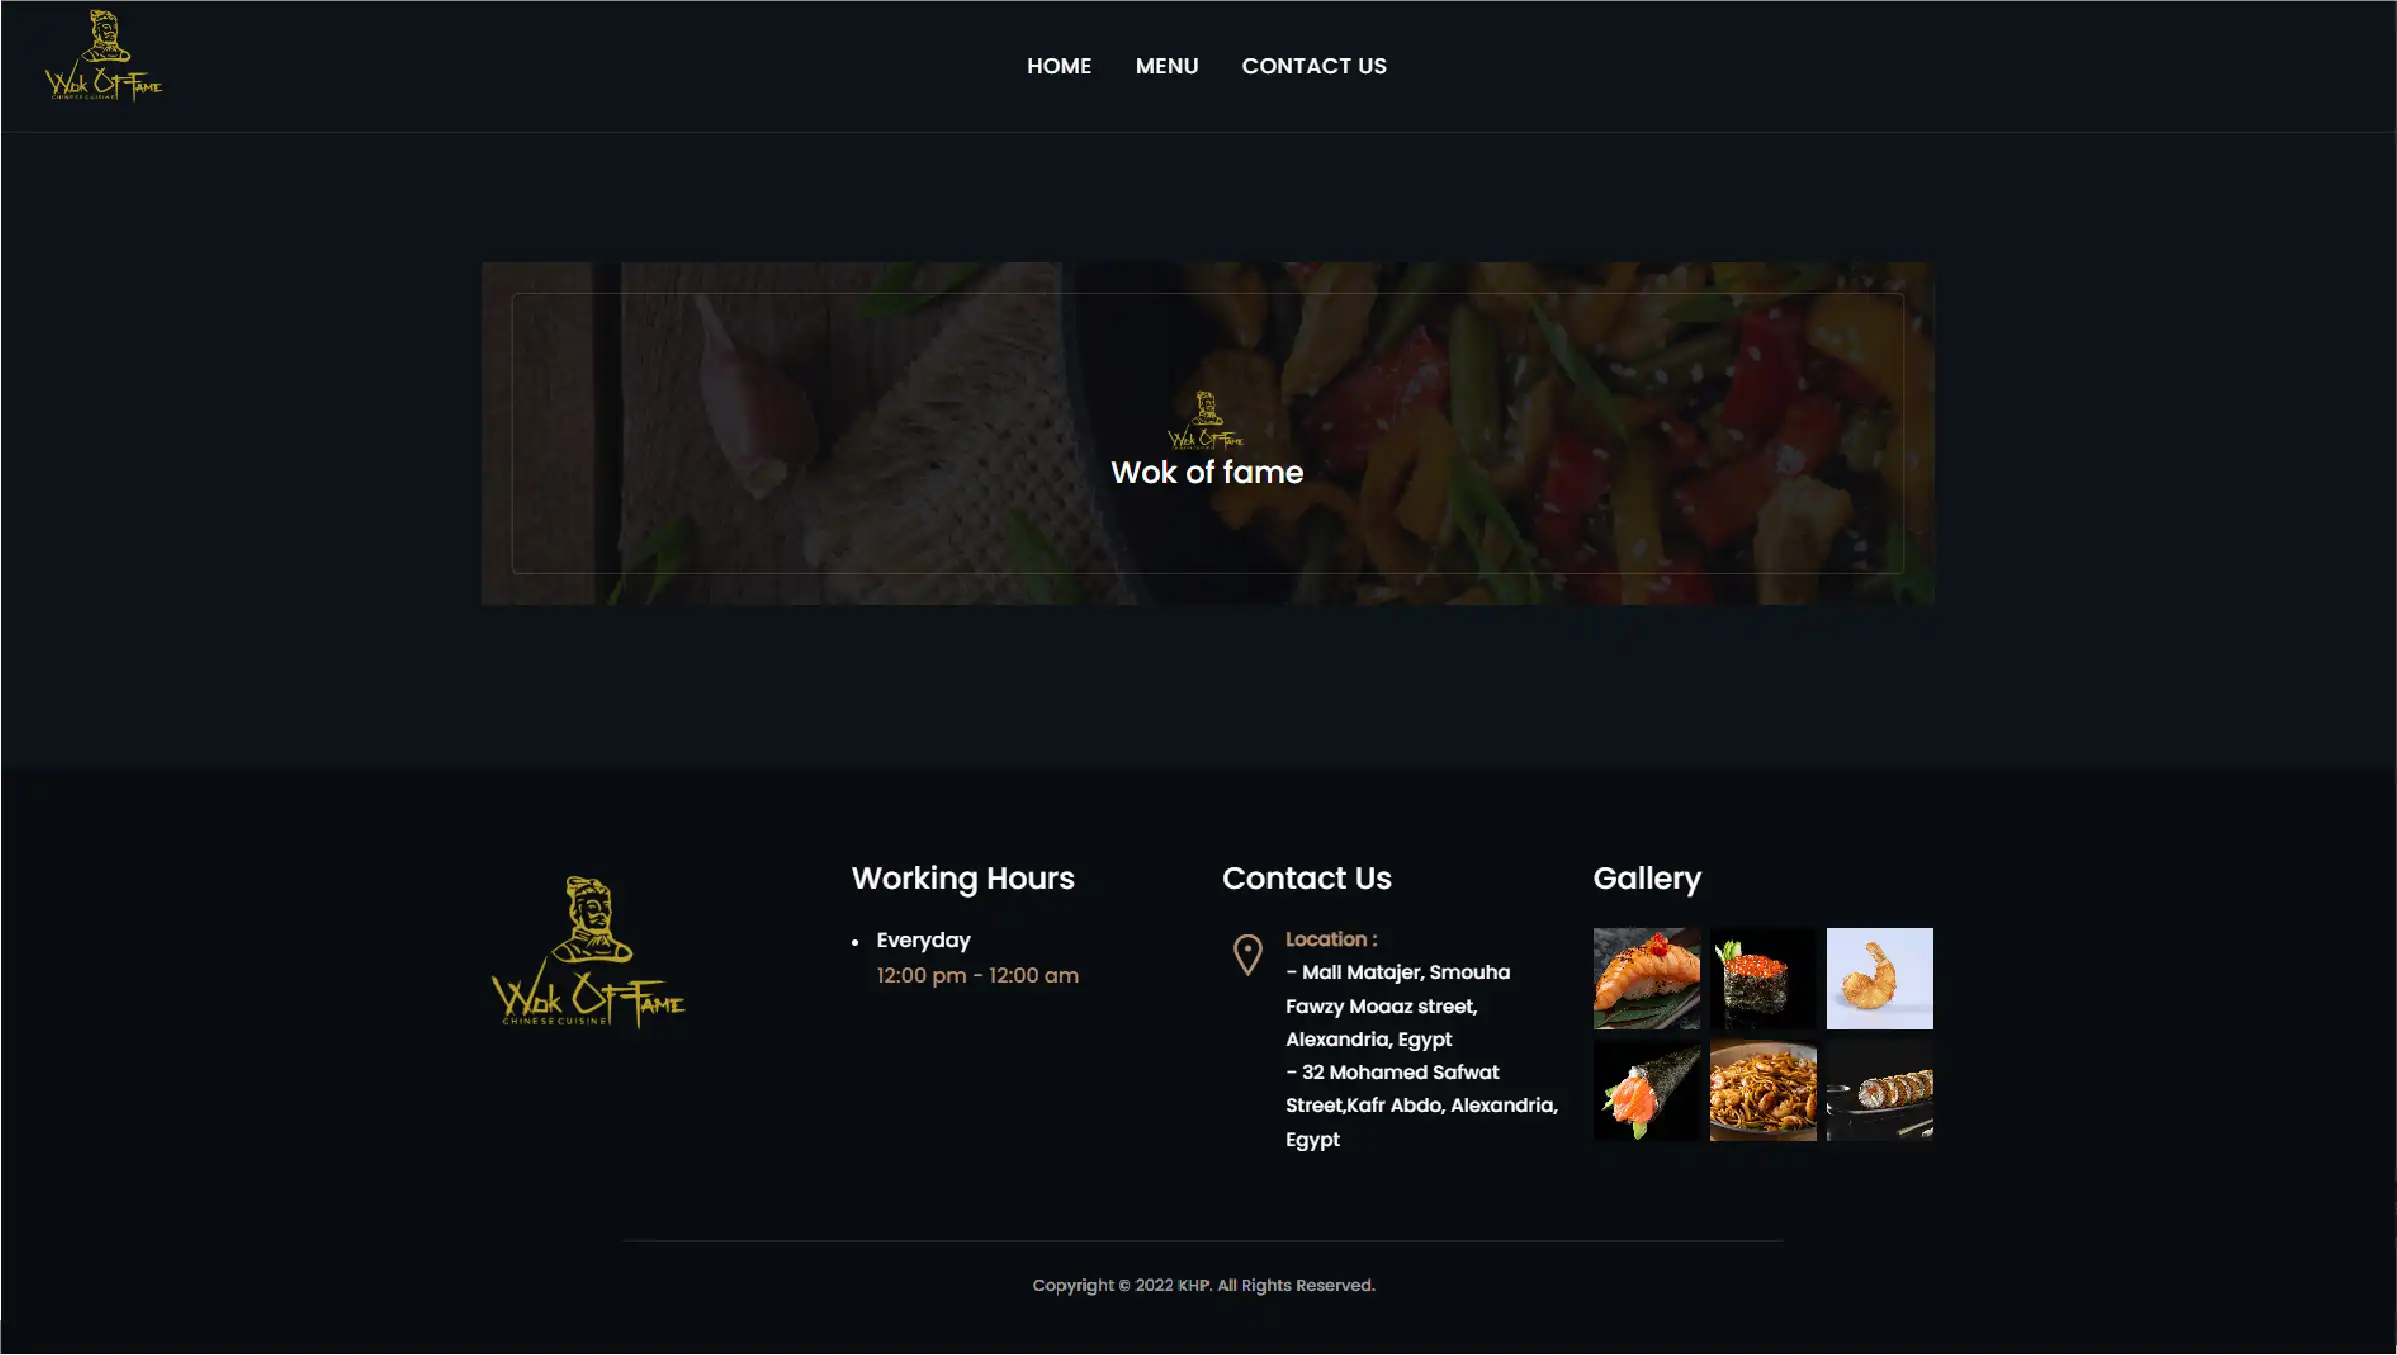 Wok Of Fame
CHINESE CUISINE
HOME MENU CONTACT US
Wok Of Fame
Wok of fame
Wok Of Fame
CHINESE CUISINE
Working Hours
Everyday
12:00 pm - 12:00 am
Contact Us
Location :
- Mall Matajer, Smouha
Fawzy Moaaz street,
Alexandria, Egypt
- 32 Mohamed Safwat
Street,Kafr Abdo, Alexandria,
Egypt
Gallery
Copyright © 2022 KHP. All Rights Reserved.